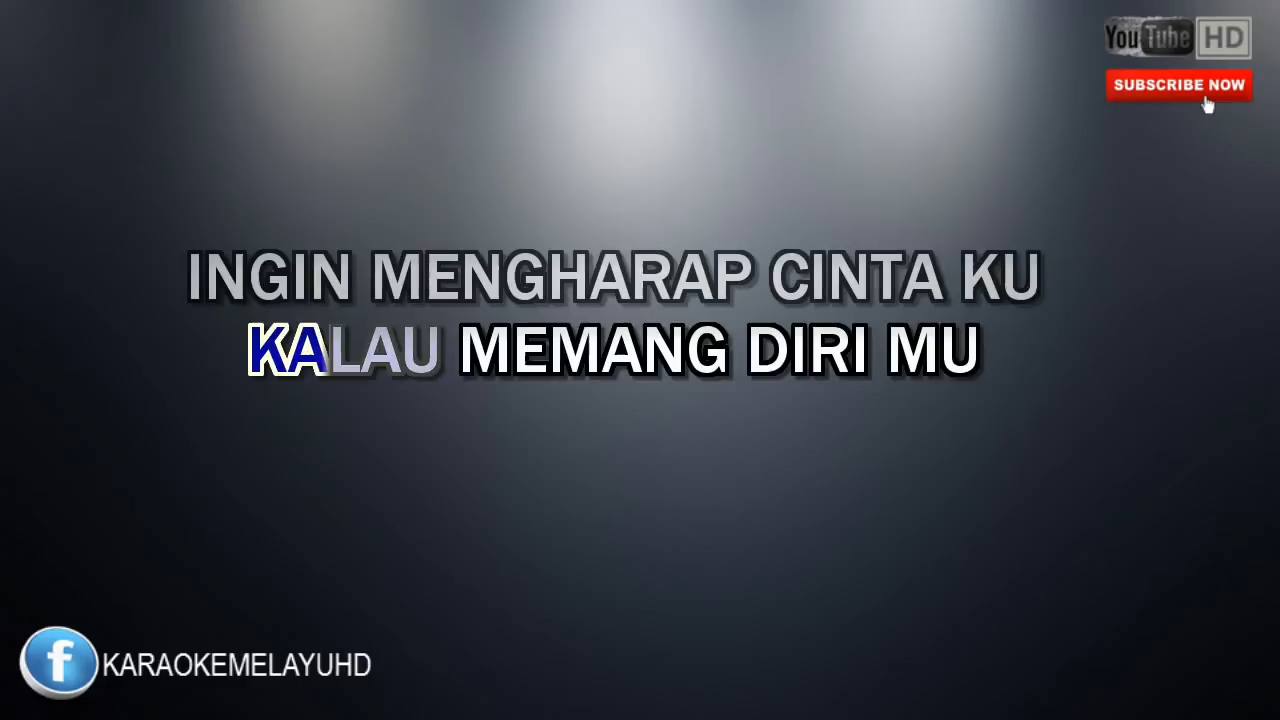 YouTube HD
SUBSCRIBE NOW
INGIN MENGHARAP CINTA KU
KALAU MEMANG DIRI MU
f KARAOKEMELAYUHD